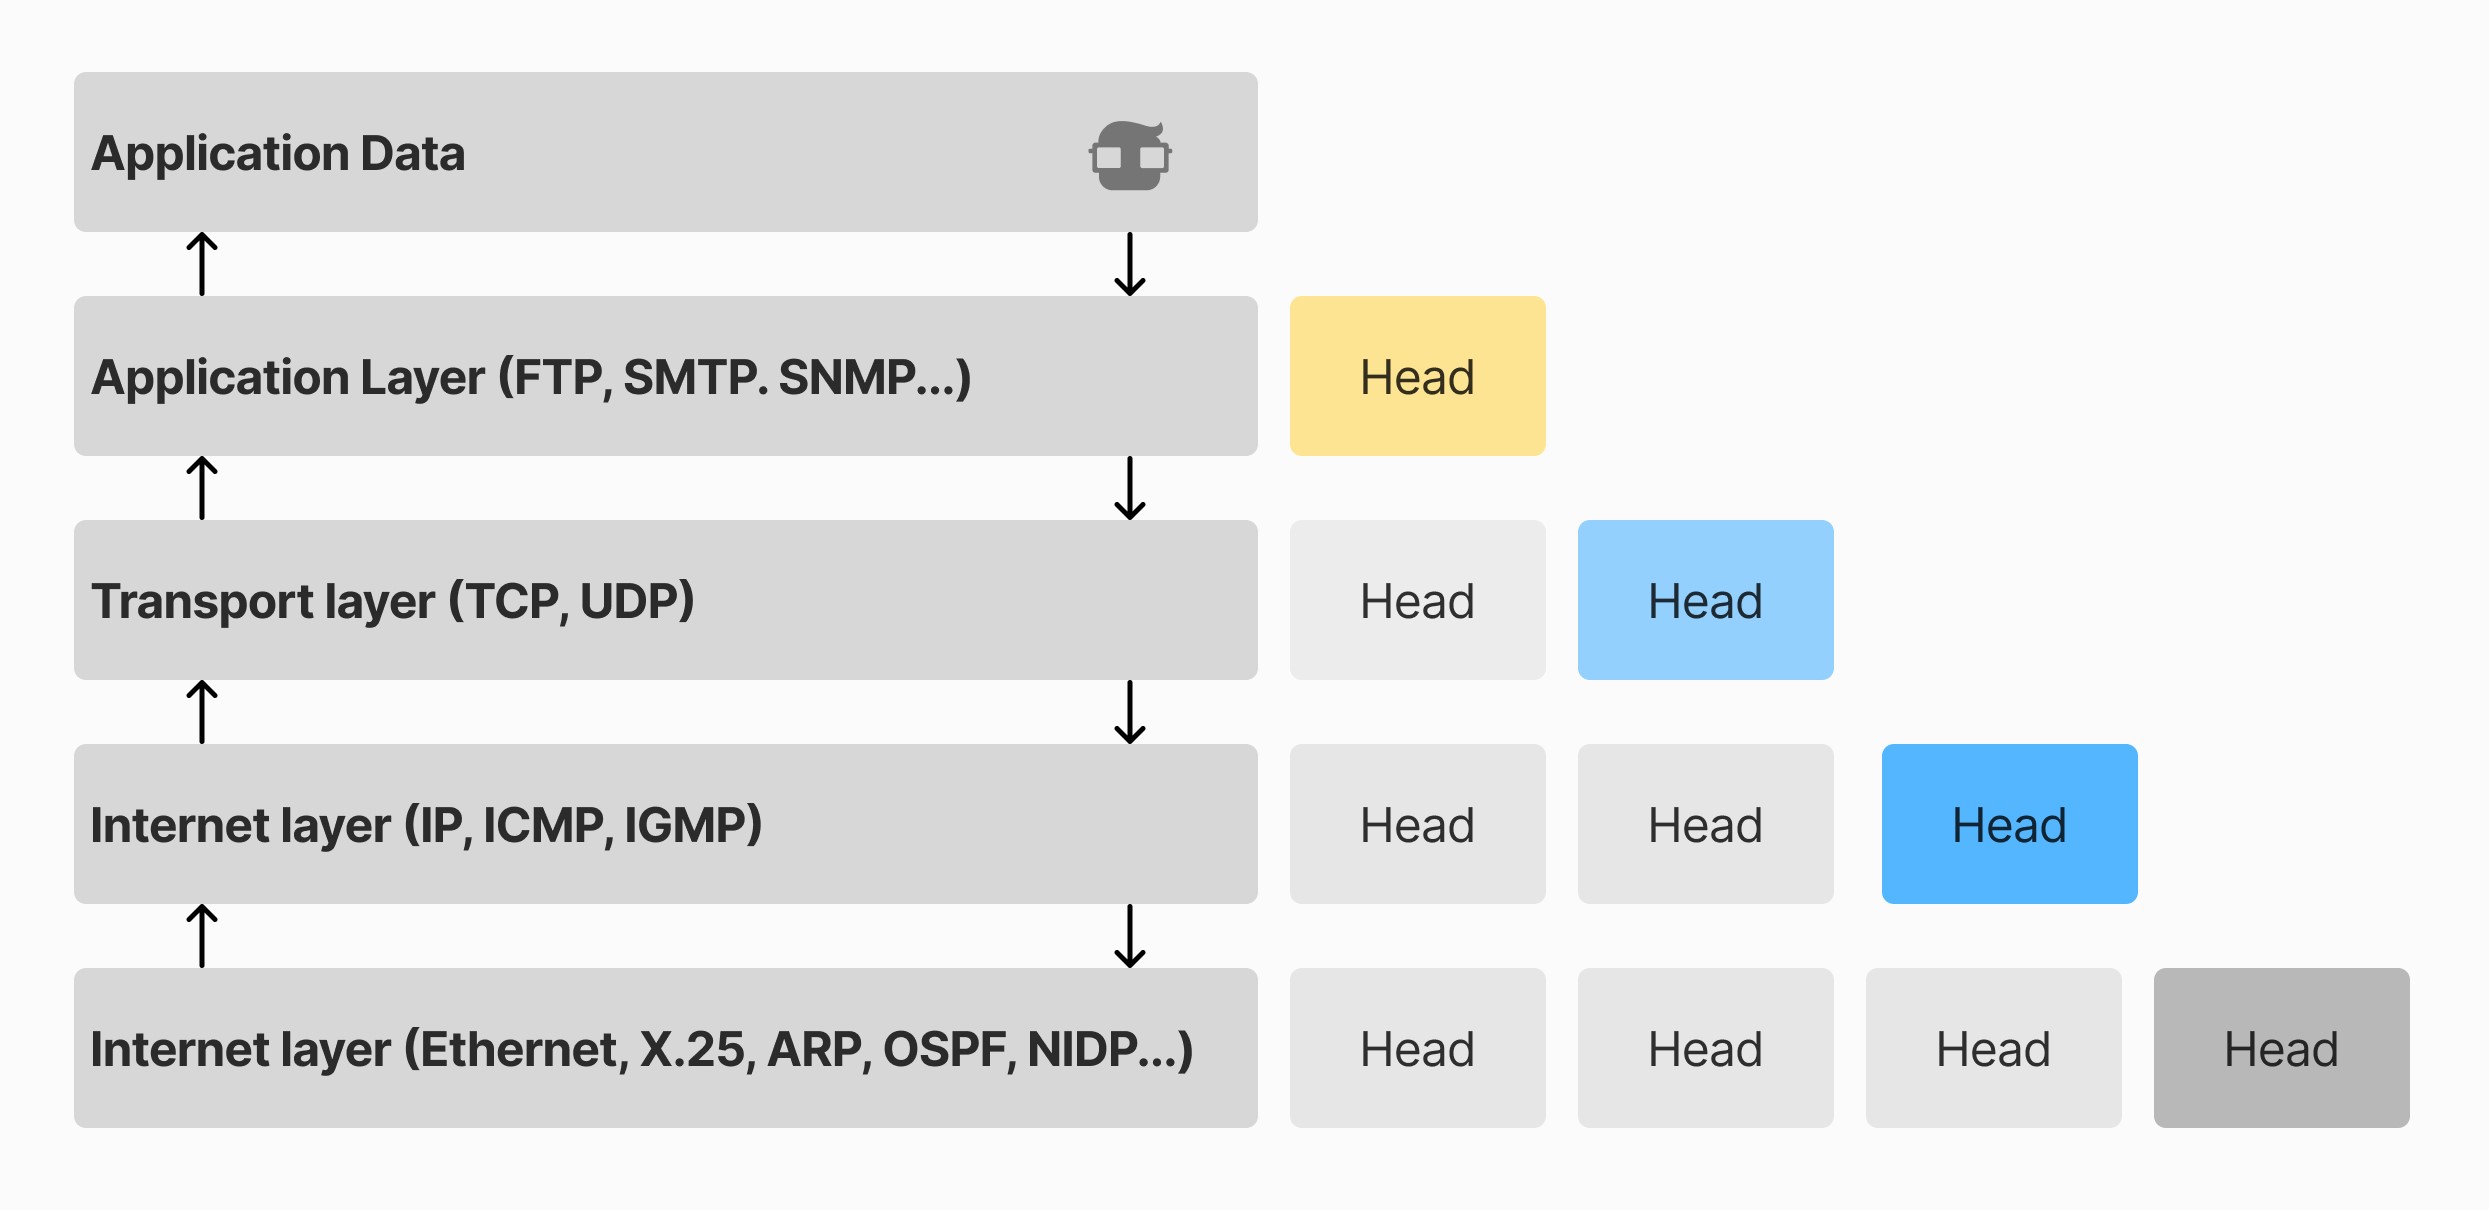 Application Data
Application Layer (FTP, SMTP. SNMP...) Head
Transport layer (TCP, UDP) Head Head
Internet layer (IP, ICMP, IGMP) Head Head Head
Internet layer (Ethernet, X.25, ARP, OSPF, NIDP...) Head Head Head Head